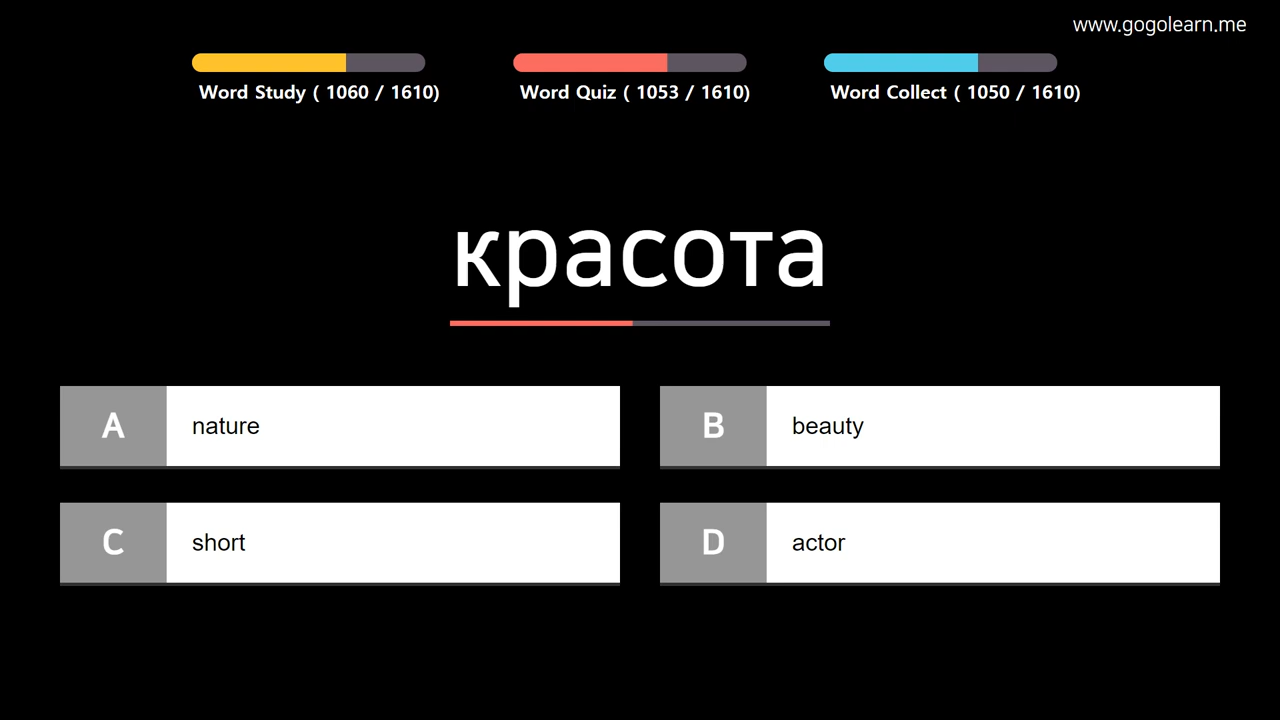 www.gogolearn.me
Word Study ( 1060 / 1610)
Word Quiz ( 1053 / 1610)
Word Collect ( 1050 / 1610)
красота
A nature
B beauty
C short
D actor